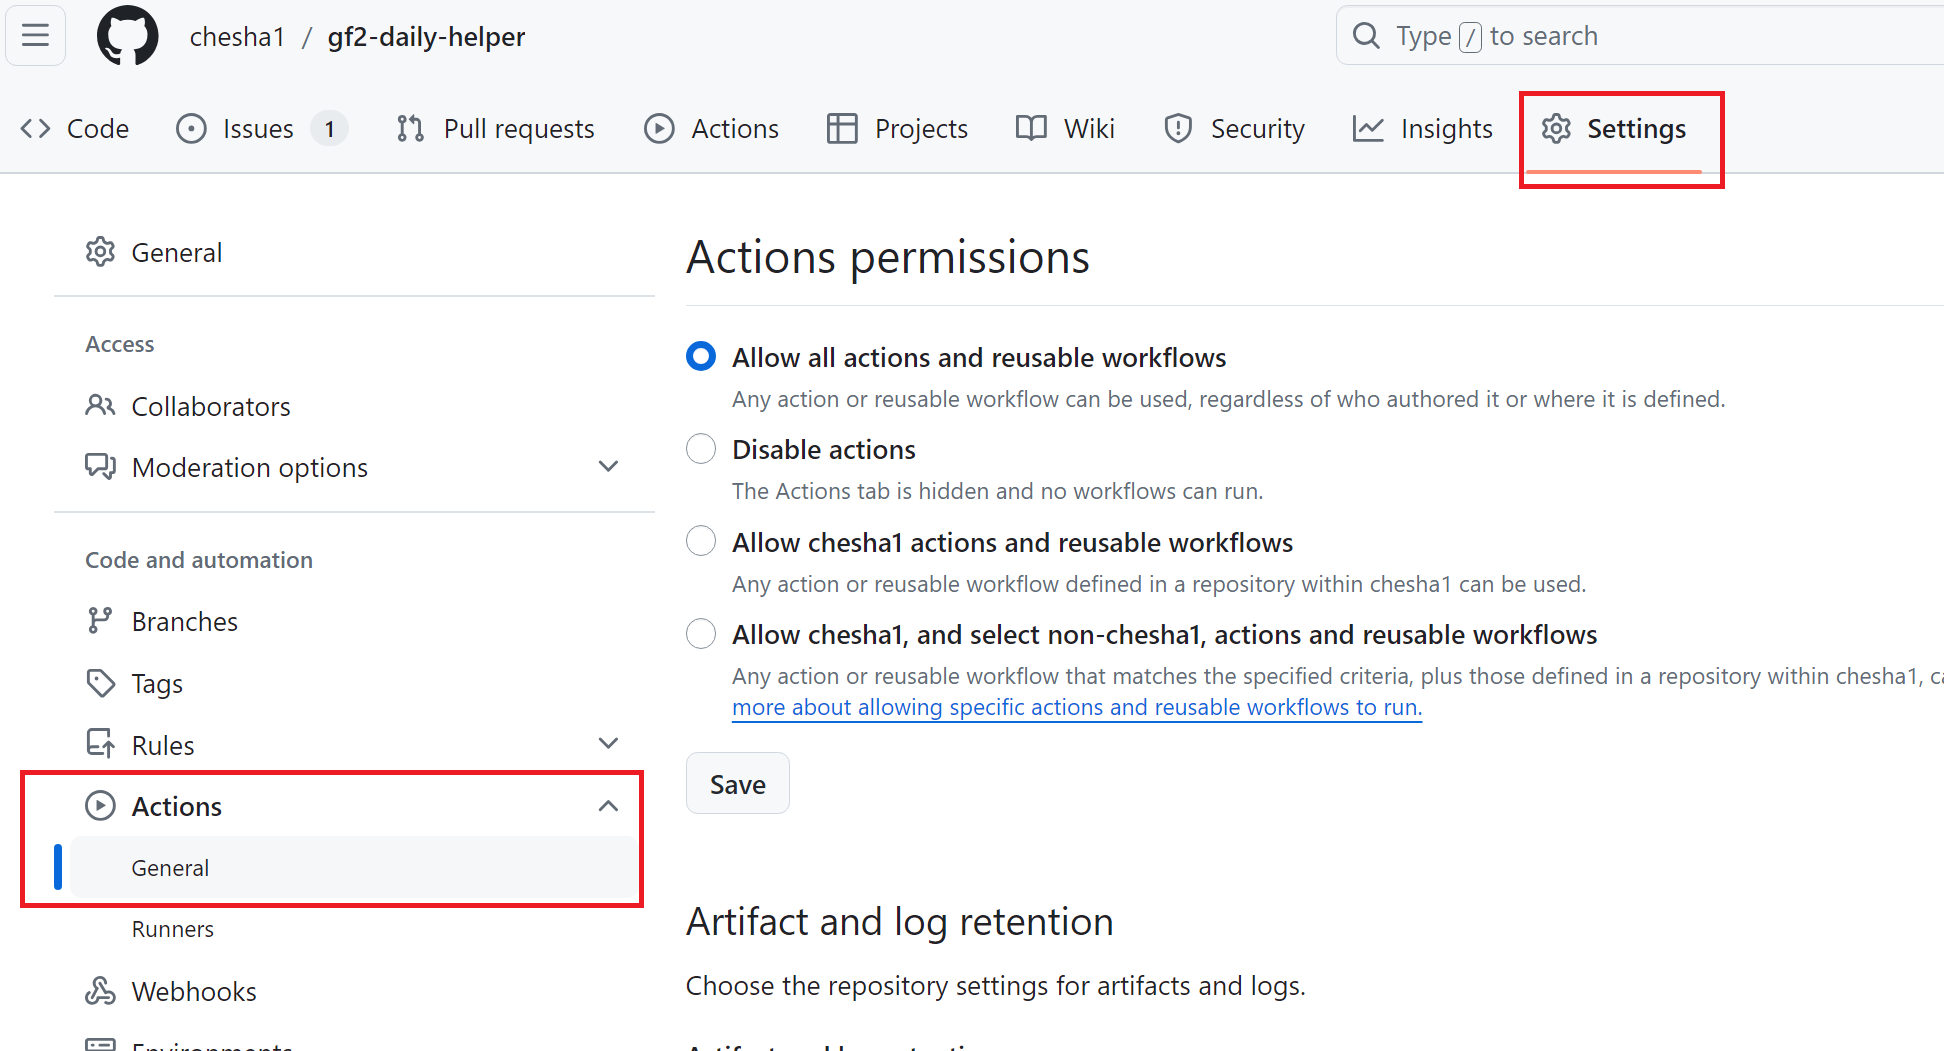 chesha1 / gf2-daily-helper
Type / to search
Code Issues 1 Pull requests Actions Projects Wiki Security Insights Settings
General
Access
Collaborators
Moderation options
Code and automation
Branches
Tags
Rules
Actions
General
Runners
Webhooks
Environments
Actions permissions
Allow all actions and reusable workflows
Any action or reusable workflow can be used, regardless of who authored it or where it is defined.
Disable actions
The Actions tab is hidden and no workflows can run.
Allow chesha1 actions and reusable workflows
Any action or reusable workflow defined in a repository within chesha1 can be used.
Allow chesha1, and select non-chesha1, actions and reusable workflows
Any action or reusable workflow that matches the specified criteria, plus those defined in a repository within chesha1,
more about allowing specific actions and reusable workflows to run.
Save
Artifact and log retention
Choose the repository settings for artifacts and logs.